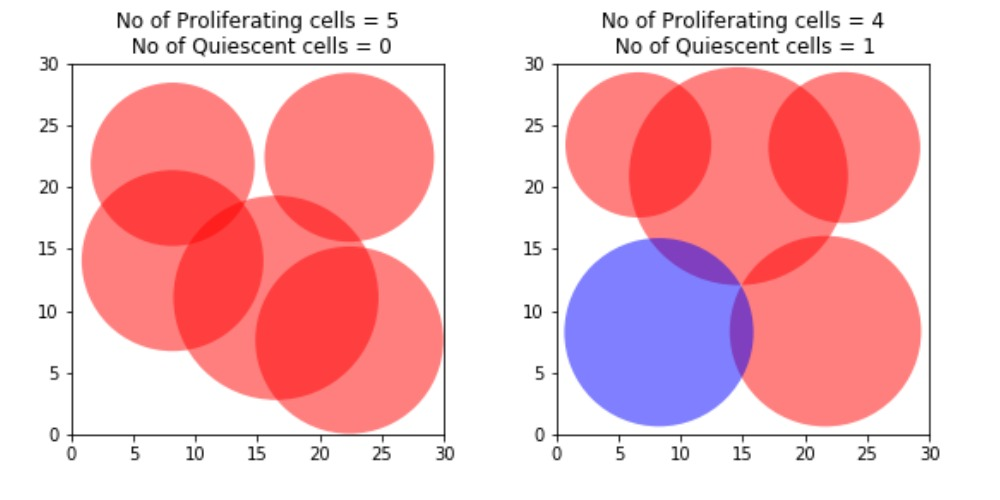 No of Proliferating cells = 5
No of Quiescent cells = 0
30
25
20
15
10
5
0
0 5 10 15 20 25 30
No of Proliferating cells = 4
No of Quiescent cells = 1
30
25
20
15
10
5
0
0 5 10 15 20 25 30